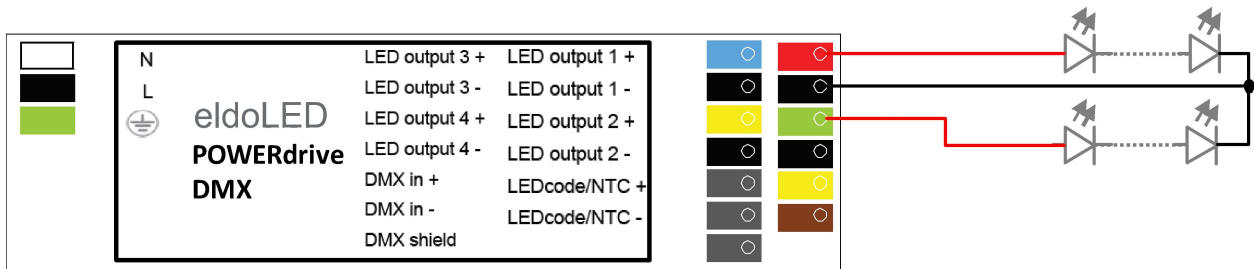 N
L
eldoLED
POWERdrive
DMX
LED output 3 +
LED output 3 -
LED output 4 +
LED output 4 -
DMX in +
DMX in -
DMX shield
LED output 1 +
LED output 1 -
LED output 2 +
LED output 2 -
LEDcode/NTC +
LEDcode/NTC -